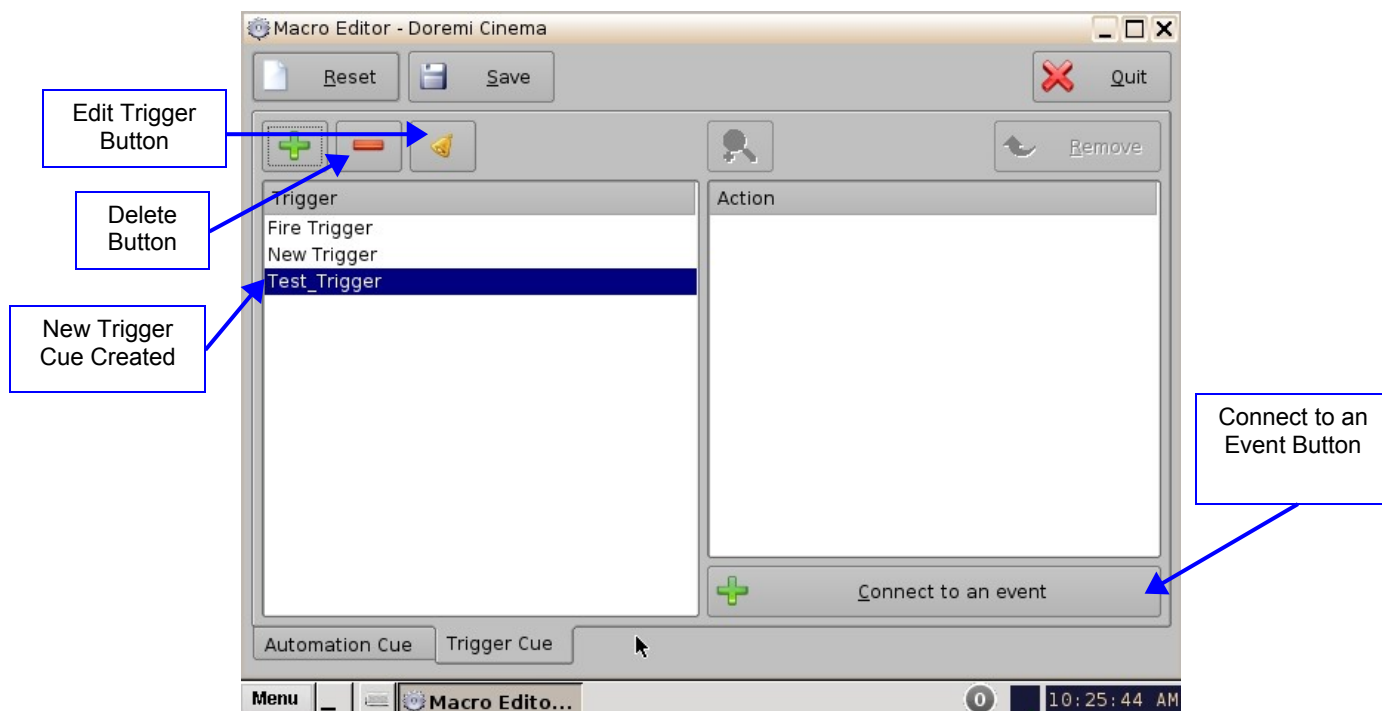 Macro Editor - Doremi Cinema
Reset
Save
Quit
Edit Trigger
Button
Remove
Delete
Button
Trigger
Action
Fire Trigger
New Trigger
Test_Trigger
New Trigger
Cue Created
Connect to an
Event Button
Connect to an event
Automation Cue
Trigger Cue
Menu
Macro Edito...
0
10:25:44 AM